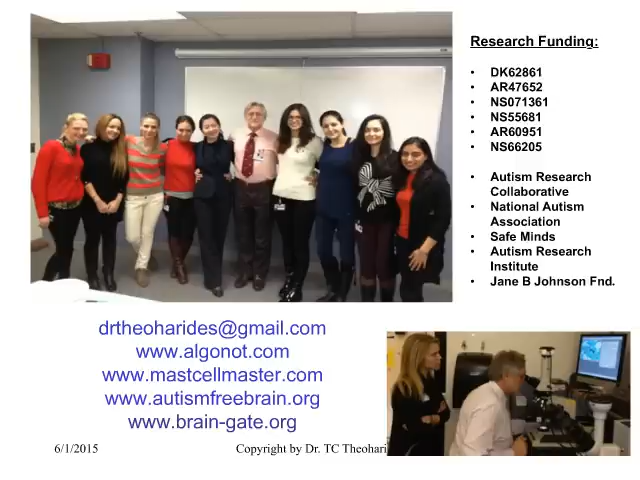 Research Funding:
• DK62861
• AR47652
• NS071361
• NS55681
• AR60951
• NS66205
• Autism Research
Collaborative
• National Autism
Association
• Safe Minds
• Autism Research
Institute
• Jane B Johnson Fnd.
drtheoharides@gmail.com
www.algonot.com
www.mastcellmaster.com
www.autismfreebrain.org
www.brain-gate.org
6/1/2015
Copyright by Dr. TC Theohari